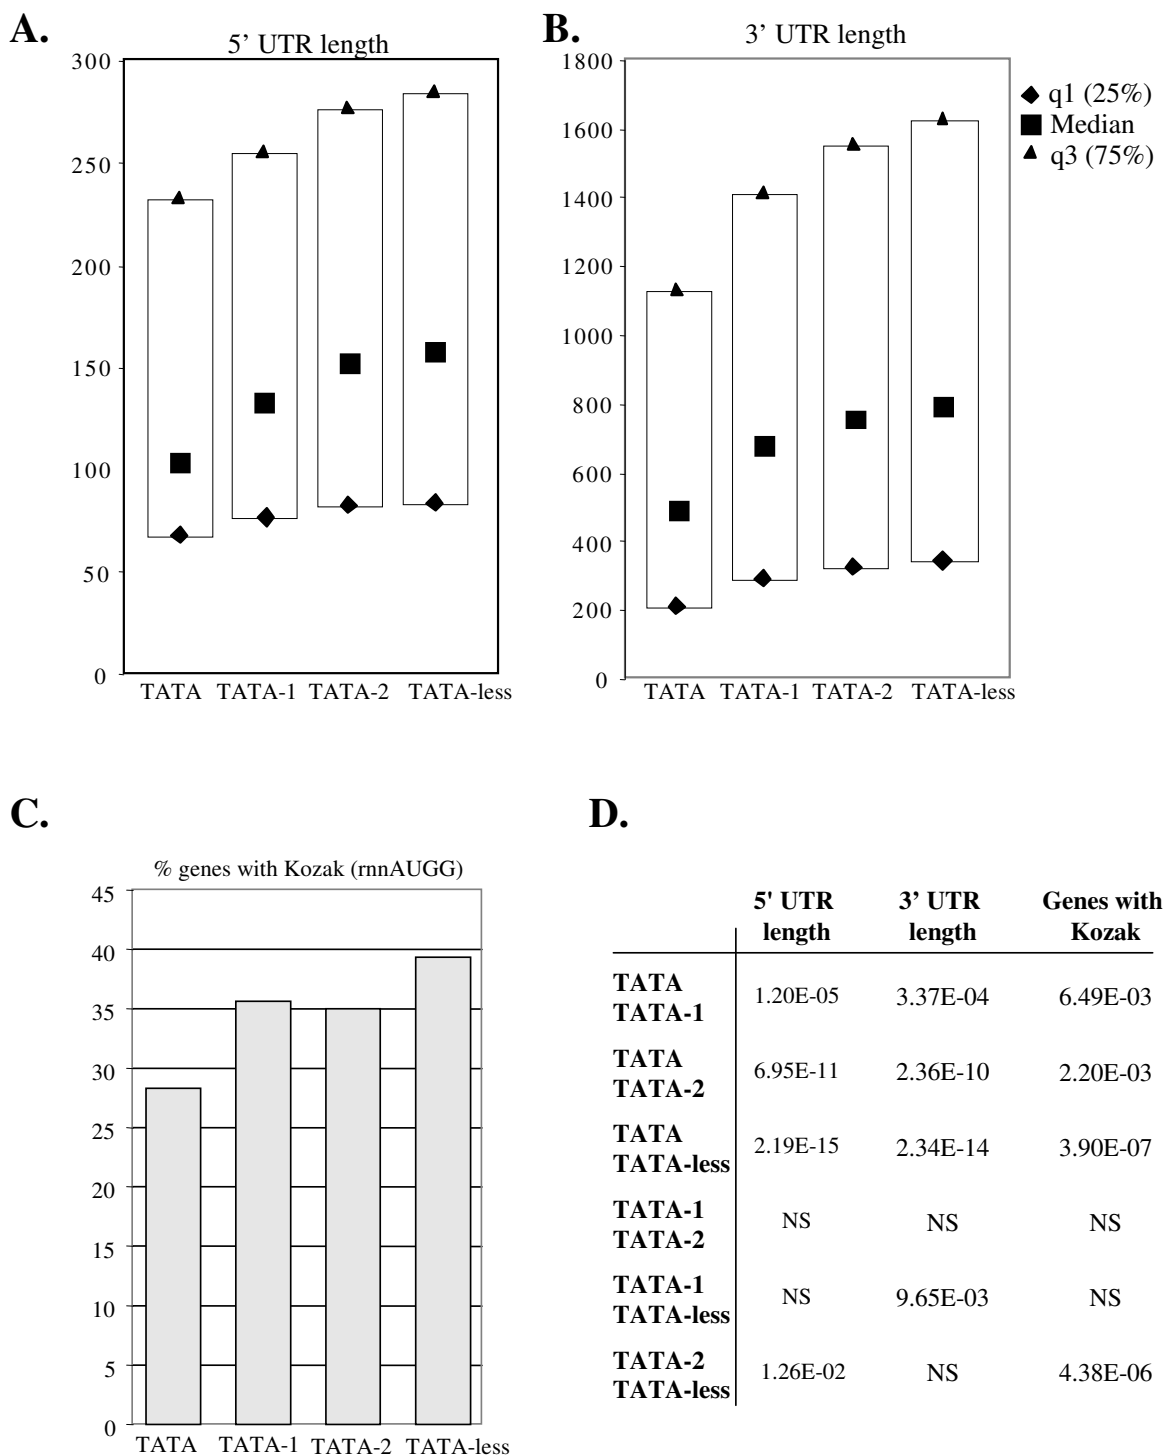 A.
5’ UTR length
300
250
200
150
100
50
0
TATA TATA-1 TATA-2 TATA-less
B.
3’ UTR length
1800
1600
1400
1200
1000
800
600
400
200
0
TATA TATA-1 TATA-2 TATA-less
q1 (25%)
Median
q3 (75%)
C.
% genes with Kozak (rnnAUGG)
45
40
35
30
25
20
15
10
5
0
TATA TATA-1 TATA-2 TATA-less
D.
5' UTR 3’ UTR Genes with
length length Kozak
TATA
TATA-1 1.20E-05 3.37E-04 6.49E-03
TATA
TATA-2 6.95E-11 2.36E-10 2.20E-03
TATA
TATA-less 2.19E-15 2.34E-14 3.90E-07
TATA-1
TATA-2 NS NS NS
TATA-1
TATA-less NS 9.65E-03 NS
TATA-2
TATA-less 1.26E-02 NS 4.38E-06